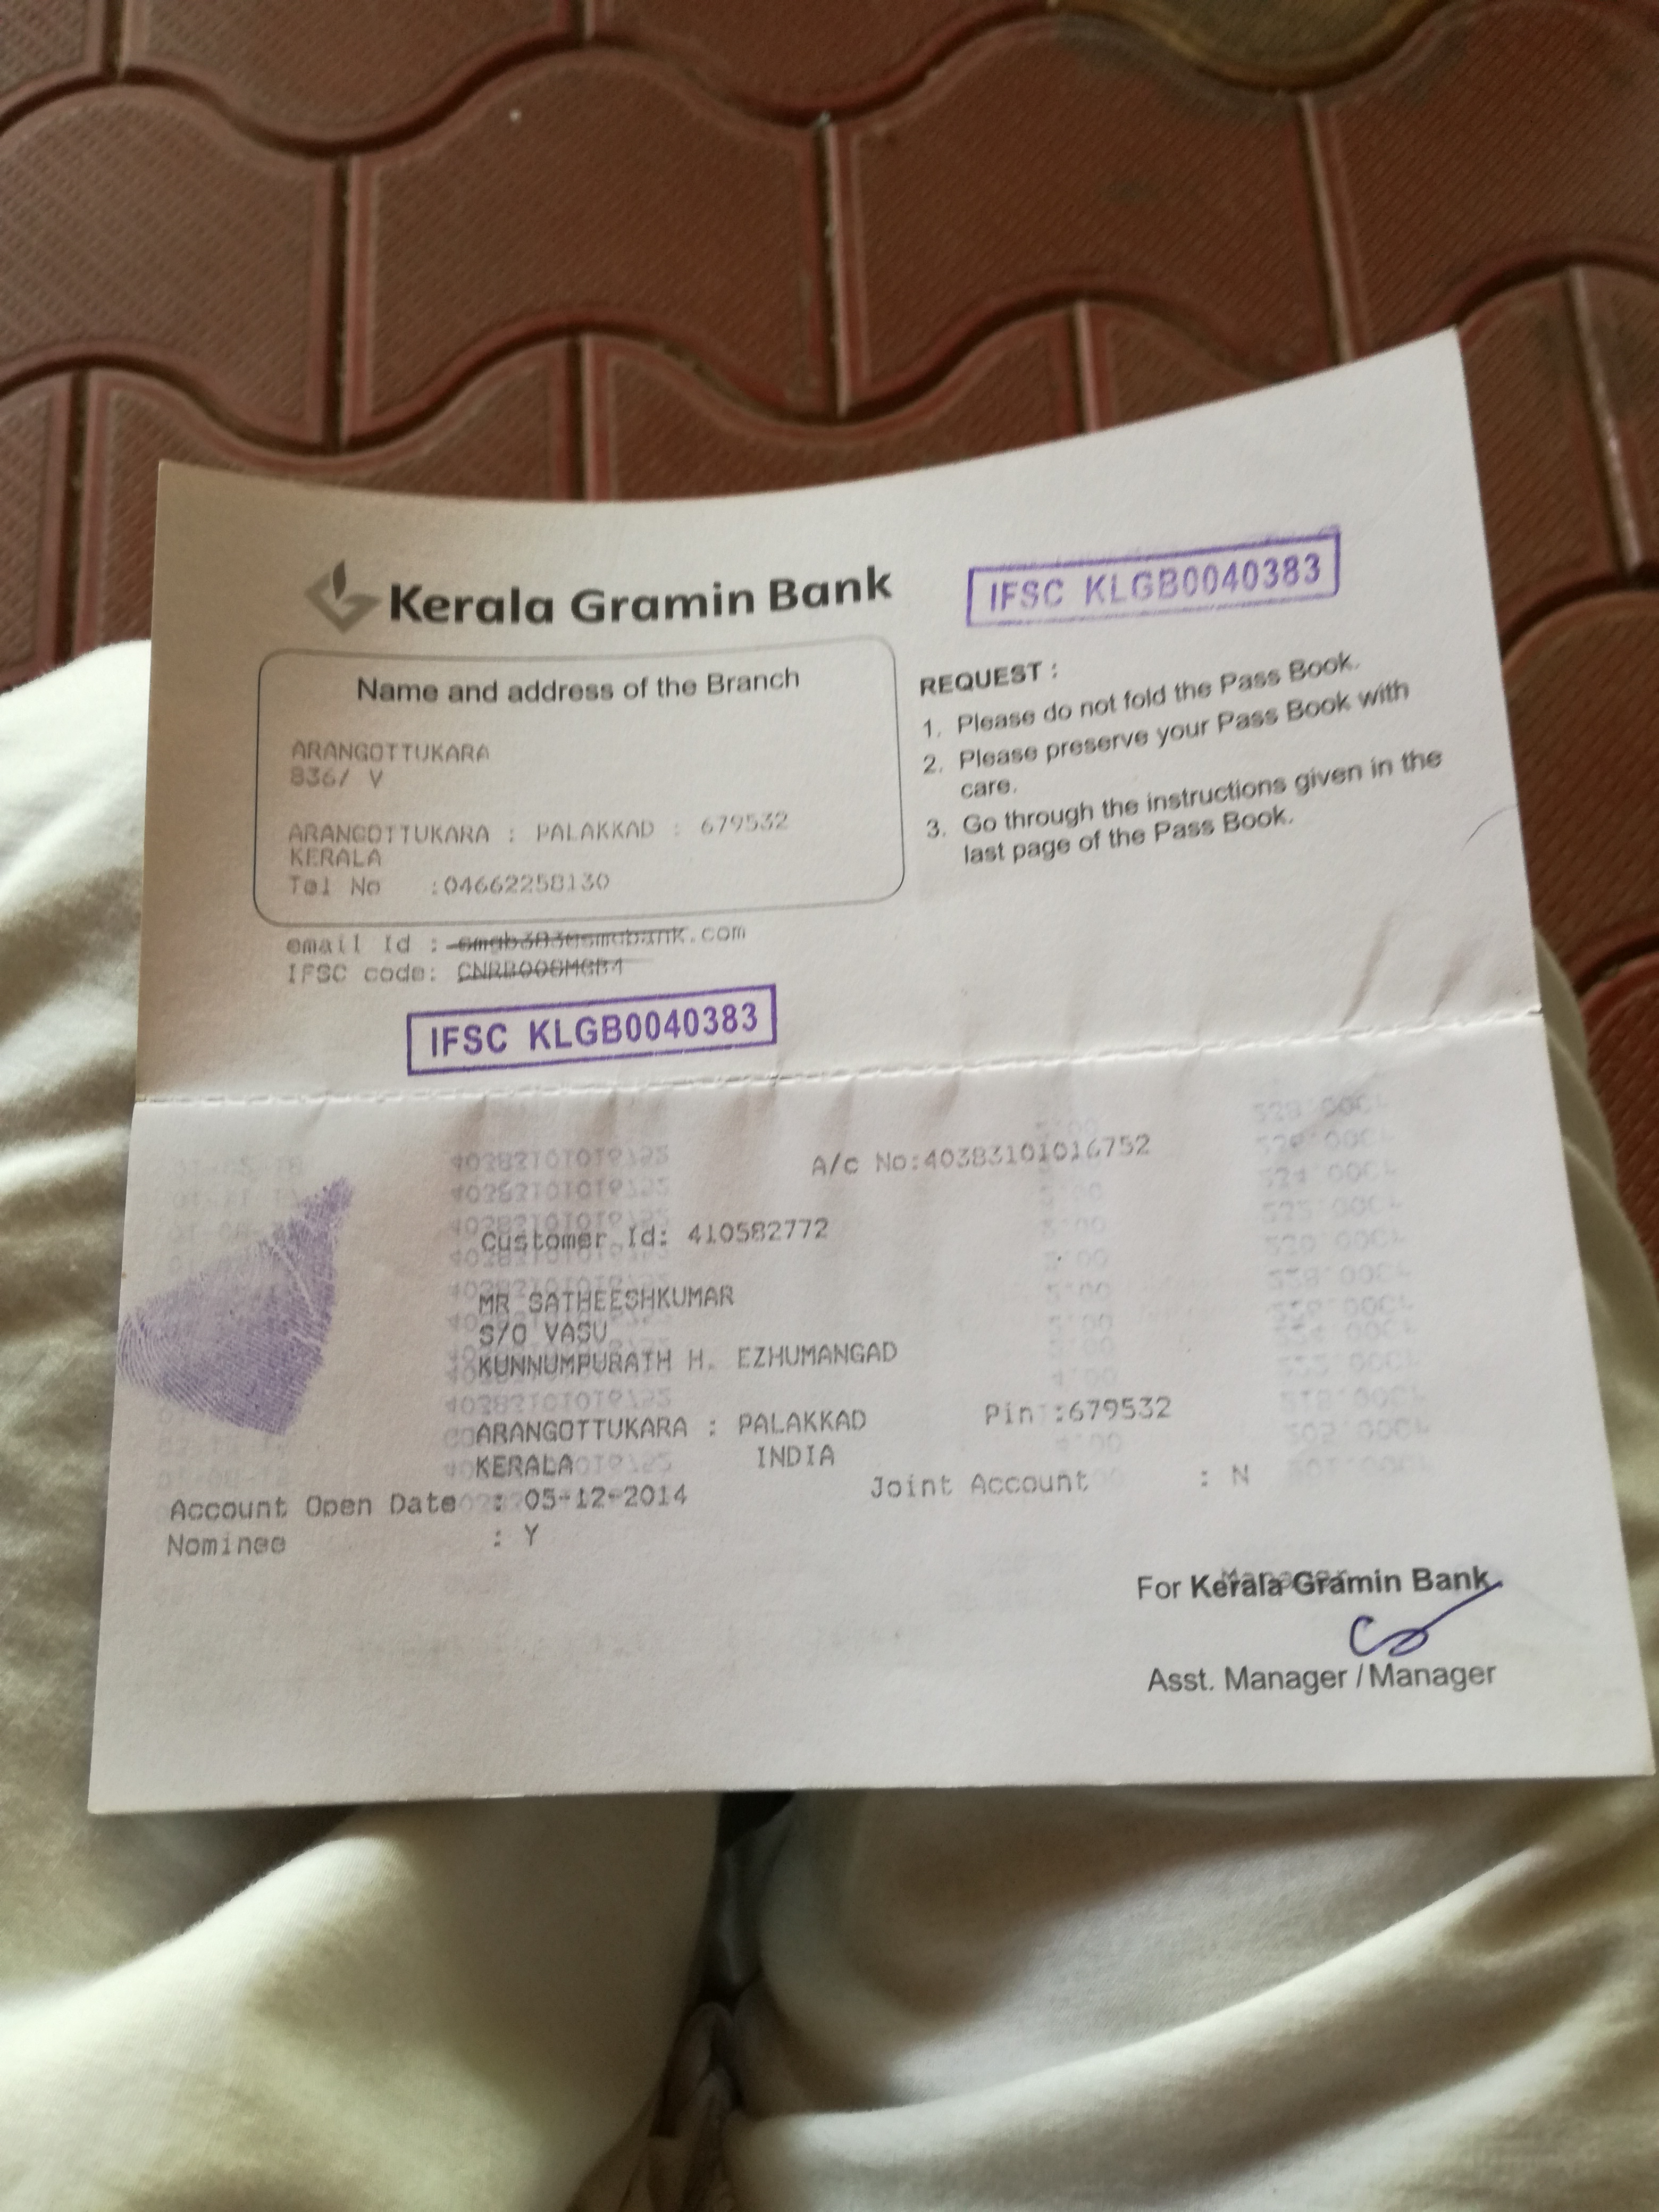 Kerala Gramin Bank
IFSC KLGB0040383
Name and address of the Branch
ARANGOTTUKARA
836/ V
ARANGOTTUKARA : PALAKKAD : 679532
KERALA
Tel No :04662258130
email Id : .com
IFSC code:
IFSC KLGB0040383
REQUEST :
1. Please do not fold the Pass Book.
2. Please preserve your Pass Book with
care.
3. Go through the instructions given in the
last page of the Pass Book.
A/c No:40383101016752
Customer Id: 410582772
MR SATHEESHKUMAR
S/O VASU
KUNNUMPURATH H. EZHUMANGAD
ARANGOTTUKARA : PALAKKAD Pin :679532
KERALA INDIA
Account Open Date : 05-12-2014 Joint Account : N
Nominee : Y
For Kerala Gramin Bank
Manager
Asst. Manager / Manager